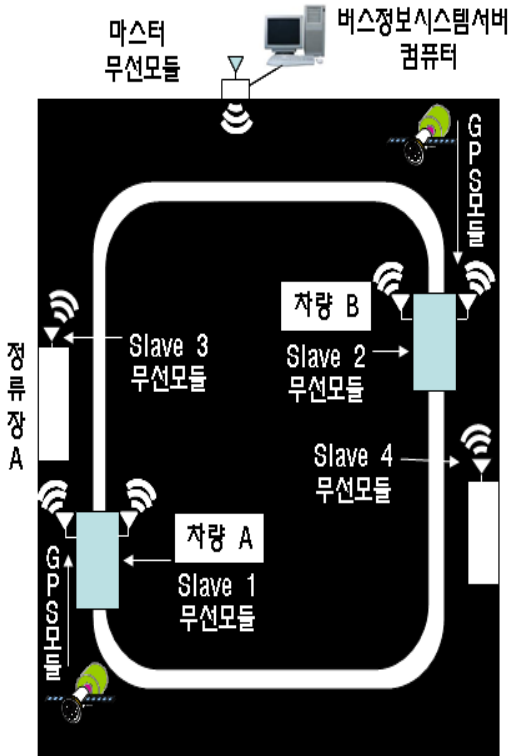 마스터
무선모듈
버스정보시스템서버
컴퓨터
GPS모듈
차량 B
Slave 2
무선모듈
Slave 3
무선모듈
정류장A
Slave 4
무선모듈
차량 A
Slave 1
무선모듈
GPS모듈